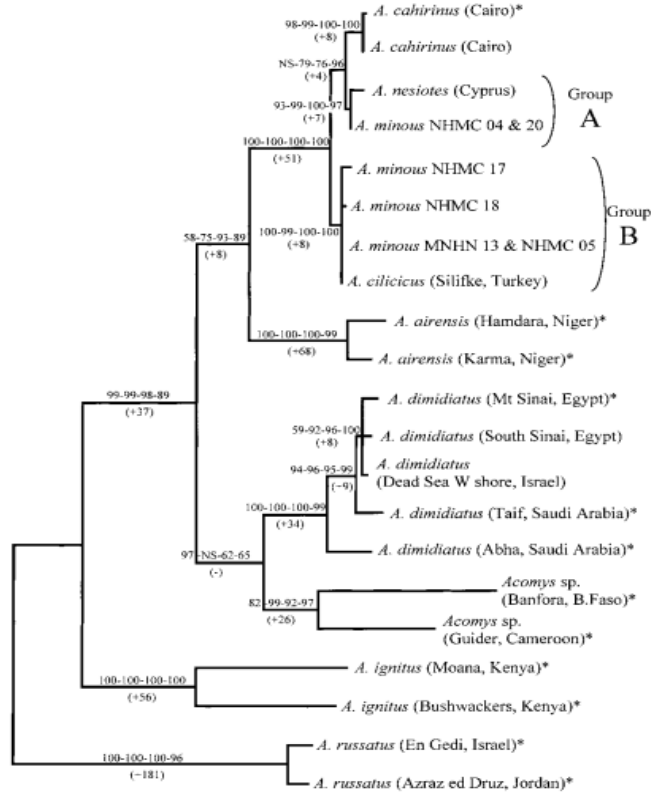 A. cahirinus (Cairo)*
98-99-100-100
(+8)
A. cahirinus (Cairo)
NS-79-76-96
(+4)
A. nesiotes (Cyprus)
Group
A
93-99-100-97
(+7)
A. minous NHMC 04 & 20
100-100-100-100
(+51)
A. minous NHMC 17
A. minous NHMC 18
Group
B
100-99-100-100
(+8)
58-75-93-89
(+8)
A. minous MNHN 13 & NHMC 05
A. cilicicus (Silifke, Turkey)
A. airensis (Hamdara, Niger)*
100-100-100-99
(+68)
A. airensis (Karma, Niger)*
99-99-98-89
(+37)
A. dimidiatus (Mt Sinai, Egypt)*
59-92-96-100
(+8)
A. dimidiatus (South Sinai, Egypt)
A. dimidiatus
(Dead Sea W shore, Israel)
94-96-95-99
(~9)
A. dimidiatus (Taif, Saudi Arabia)*
100-100-100-99
(+34)
A. dimidiatus (Abha, Saudi Arabia)*
97-NS-62-65
(-)
Acomys sp.
(Banfora, B.Faso)*
82-99-92-97
(+26)
Acomys sp.
(Guider, Cameroon)*
A. ignitus (Moana, Kenya)*
100-100-100-100
(+56)
A. ignitus (Bushwackers, Kenya)*
A. russatus (En Gedi, Israel)*
100-100-100-96
(~181)
A. russatus (Azraz ed Druz, Jordan)*